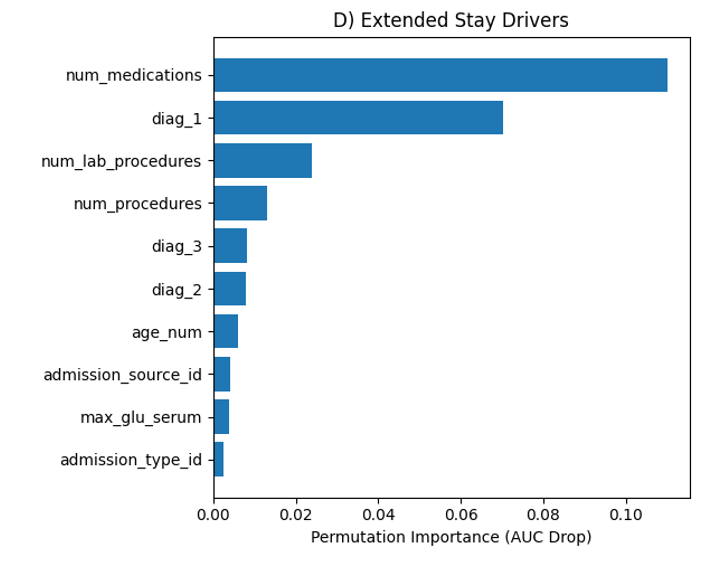 D) Extended Stay Drivers
num_medications
diag_1
num_lab_procedures
num_procedures
diag_3
diag_2
age_num
admission_source_id
max_glu_serum
admission_type_id
0.00 0.02 0.04 0.06 0.08 0.10
Permutation Importance (AUC Drop)